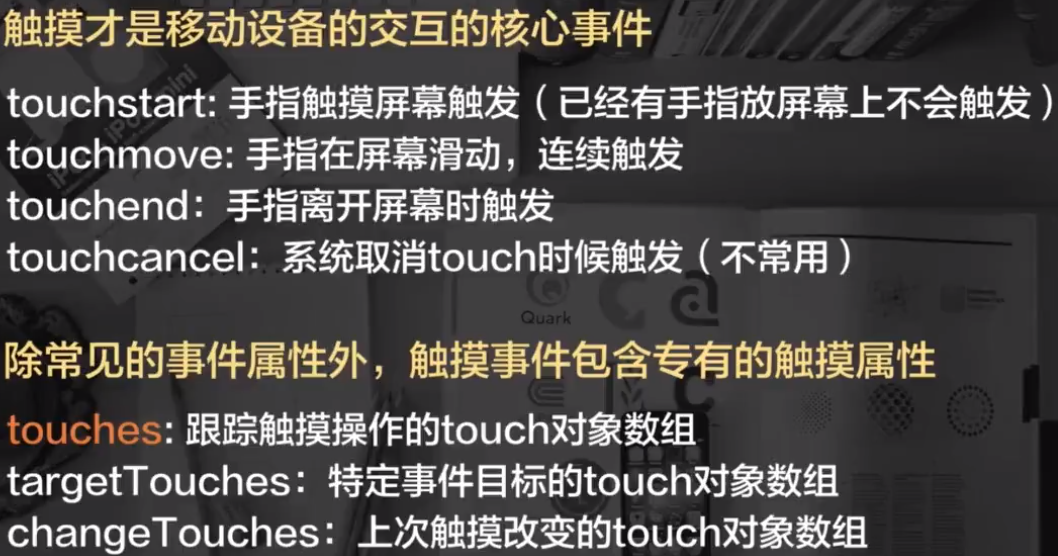 触摸才是移动设备的交互的核心事件
touchstart: 手指触摸屏幕触发（已经有手指放屏幕上不会触发）
touchmove: 手指在屏幕滑动，连续触发
touchend：手指离开屏幕时触发
touchcancel：系统取消touch时候触发（不常用）
Quark
除常见的事件属性外，触摸事件包含专有的触摸属性
touches: 跟踪触摸操作的touch对象数组
targetTouches：特定事件目标的touch对象数组
changeTouches：上次触摸改变的touch对象数组